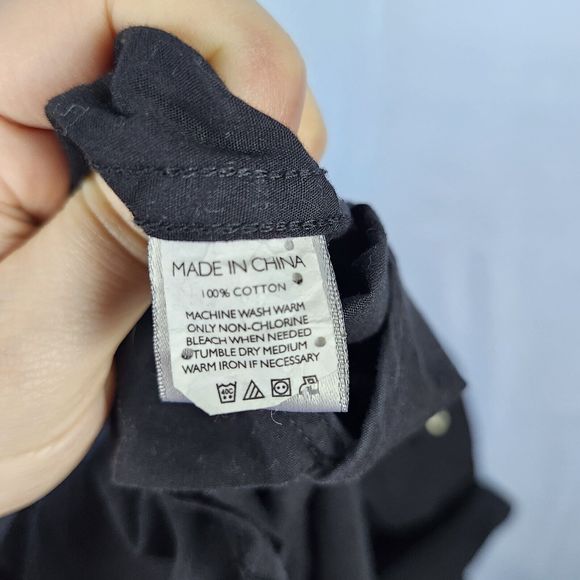 MADE IN CHINA
100% COTTON
MACHINE WASH WARM
ONLY NON-CHLORINE
BLEACH WHEN NEEDED
TUMBLE DRY MEDIUM
WARM IRON IF NECESSARY
40C